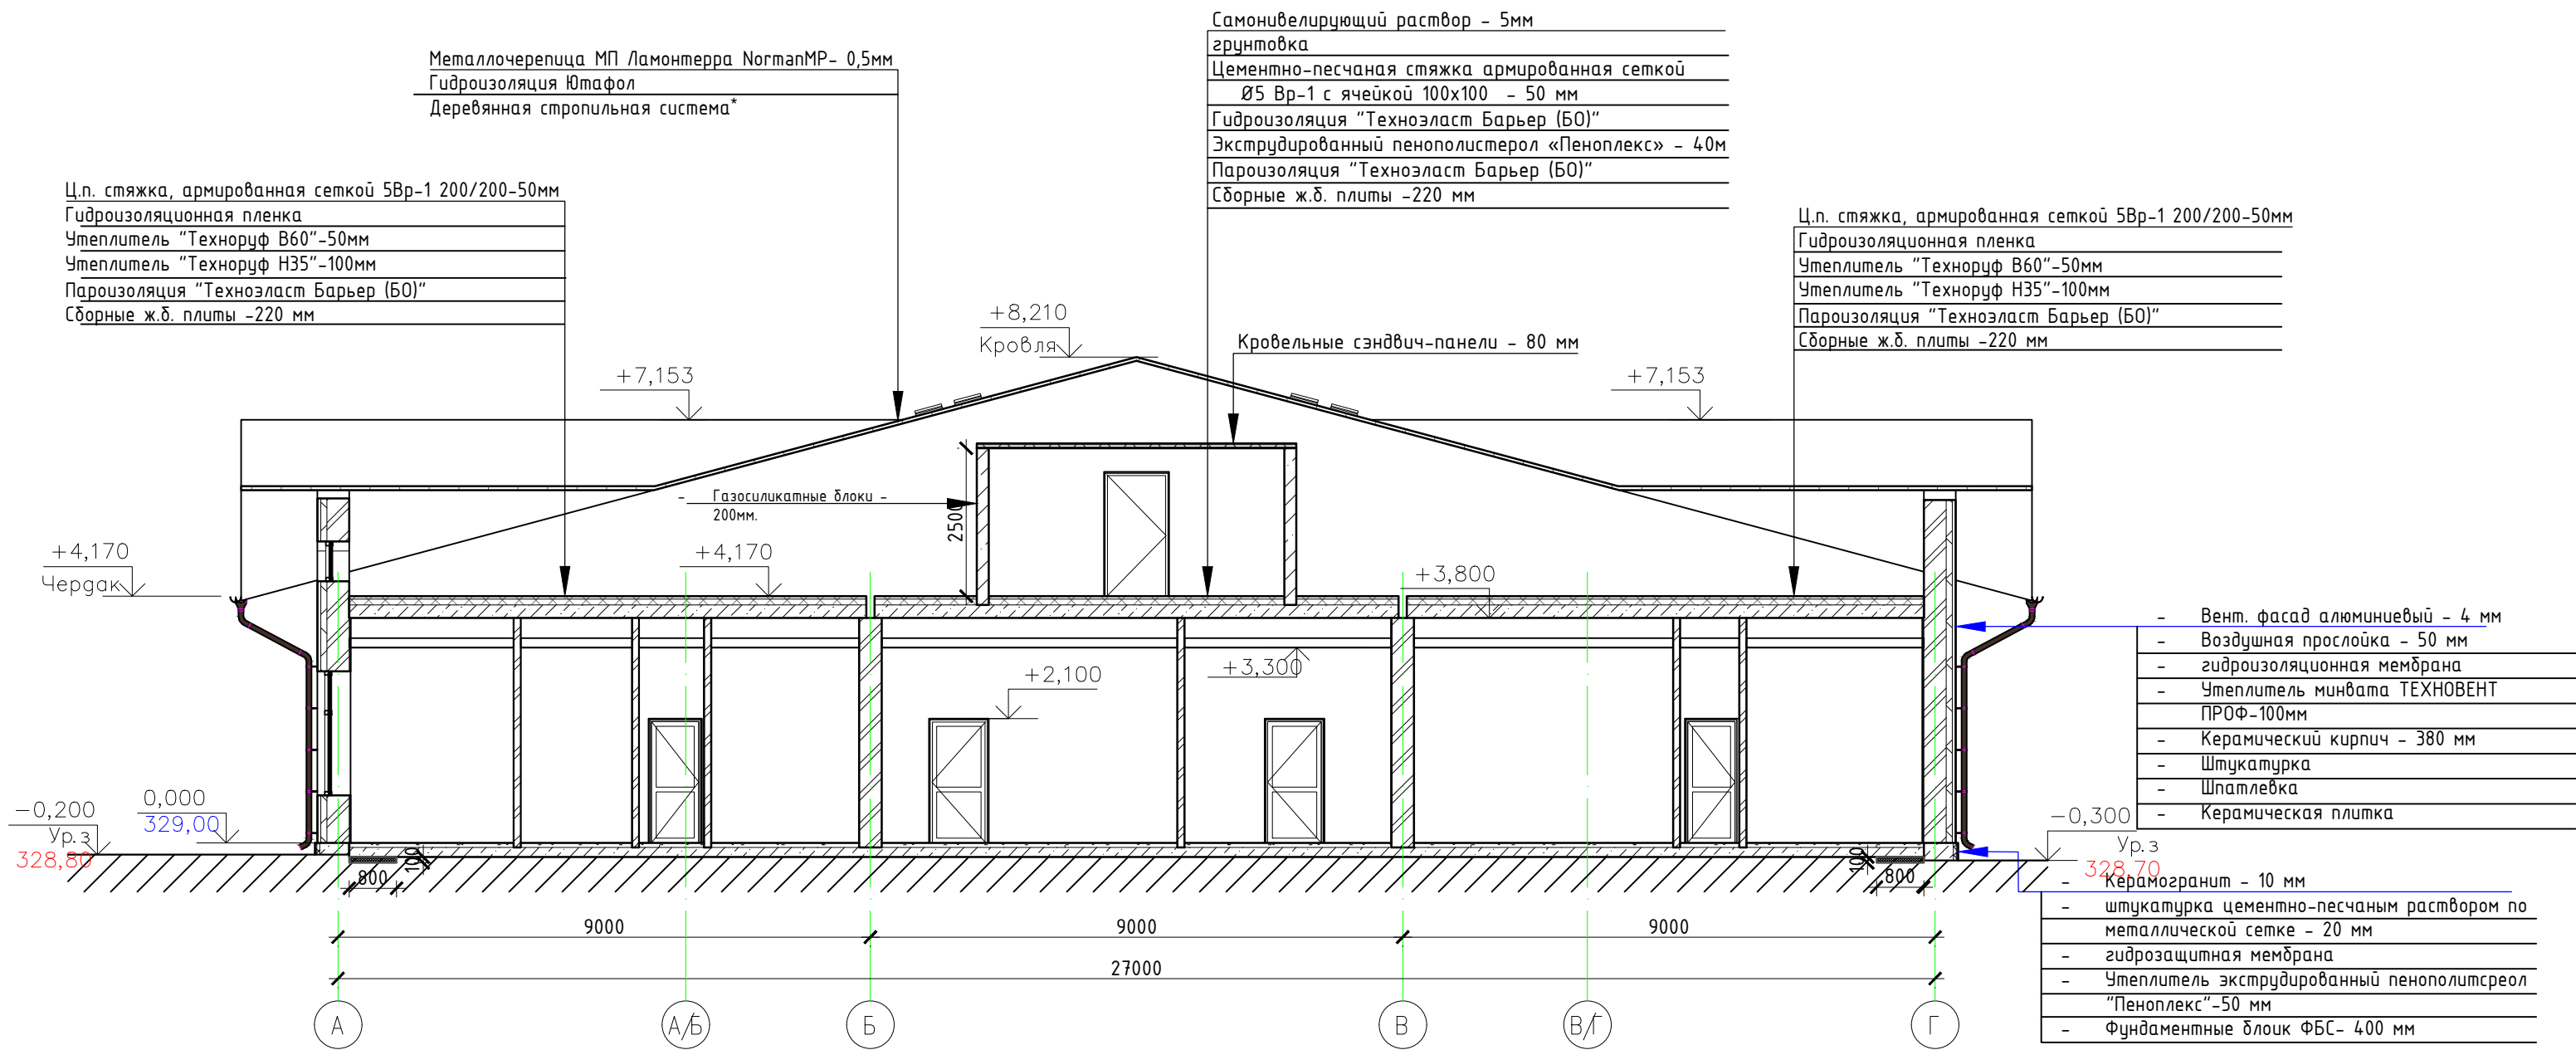 Самонивелирующий раствор - 5мм
грунтовка
Цементно-песчаная стяжка армированная сеткой
Ø5 Вр-1 с ячейкой 100х100 - 50 мм
Гидроизоляция "Техноэласт Барьер (БО)"
Экструдированный пенополистерол «Пеноплекс» - 40м
Пароизоляция "Техноэласт Барьер (БО)"
Сборные ж.б. плиты -220 мм
Металлочерепица МП Ламонтерра NormanMP- 0,5мм
Гидроизоляция Ютафол
Деревянная стропильная система*
Ц.п. стяжка, армированная сеткой 5Вр-1 200/200-50мм
Гидроизоляционная пленка
Утеплитель "Техноруф В60"-50мм
Утеплитель "Техноруф Н35"-100мм
Пароизоляция "Техноэласт Барьер (БО)"
Сборные ж.б. плиты -220 мм
Ц.п. стяжка, армированная сеткой 5Вр-1 200/200-50мм
Гидроизоляционная пленка
Утеплитель "Техноруф В60"-50мм
Утеплитель "Техноруф Н35"-100мм
Пароизоляция "Техноэласт Барьер (БО)"
Сборные ж.б. плиты -220 мм
+8,210
Кровля
Кровельные сэндвич-панели - 80 мм
+7,153
+7,153
- Газосиликатные блоки -
200мм.
2500
+4,170
Чердак
+4,170
+3,800
+3,300
+2,100
- Вент. фасад алюминиевый - 4 мм
- Воздушная прослойка - 50 мм
- гидроизоляционная мембрана
- Утеплитель минвата ТЕХНОВЕНТ
ПРОФ-100мм
- Керамический кирпич - 380 мм
- Штукатурка
- Шпатлевка
- Керамическая плитка
-0,200
Ур.з
328,80
0,000
329,00
-0,300
Ур.з
328,70
100
800
100
800
- Керамогранит - 10 мм
- штукатурка цементно-песчаным раствором по
металлической сетке - 20 мм
- гидрозащитная мембрана
- Утеплитель экструдированный пенополитсреол
"Пеноплекс"-50 мм
- Фундаментные блоик ФБС- 400 мм
9000
9000
9000
27000
А
А/Б
Б
В
В/Г
Г